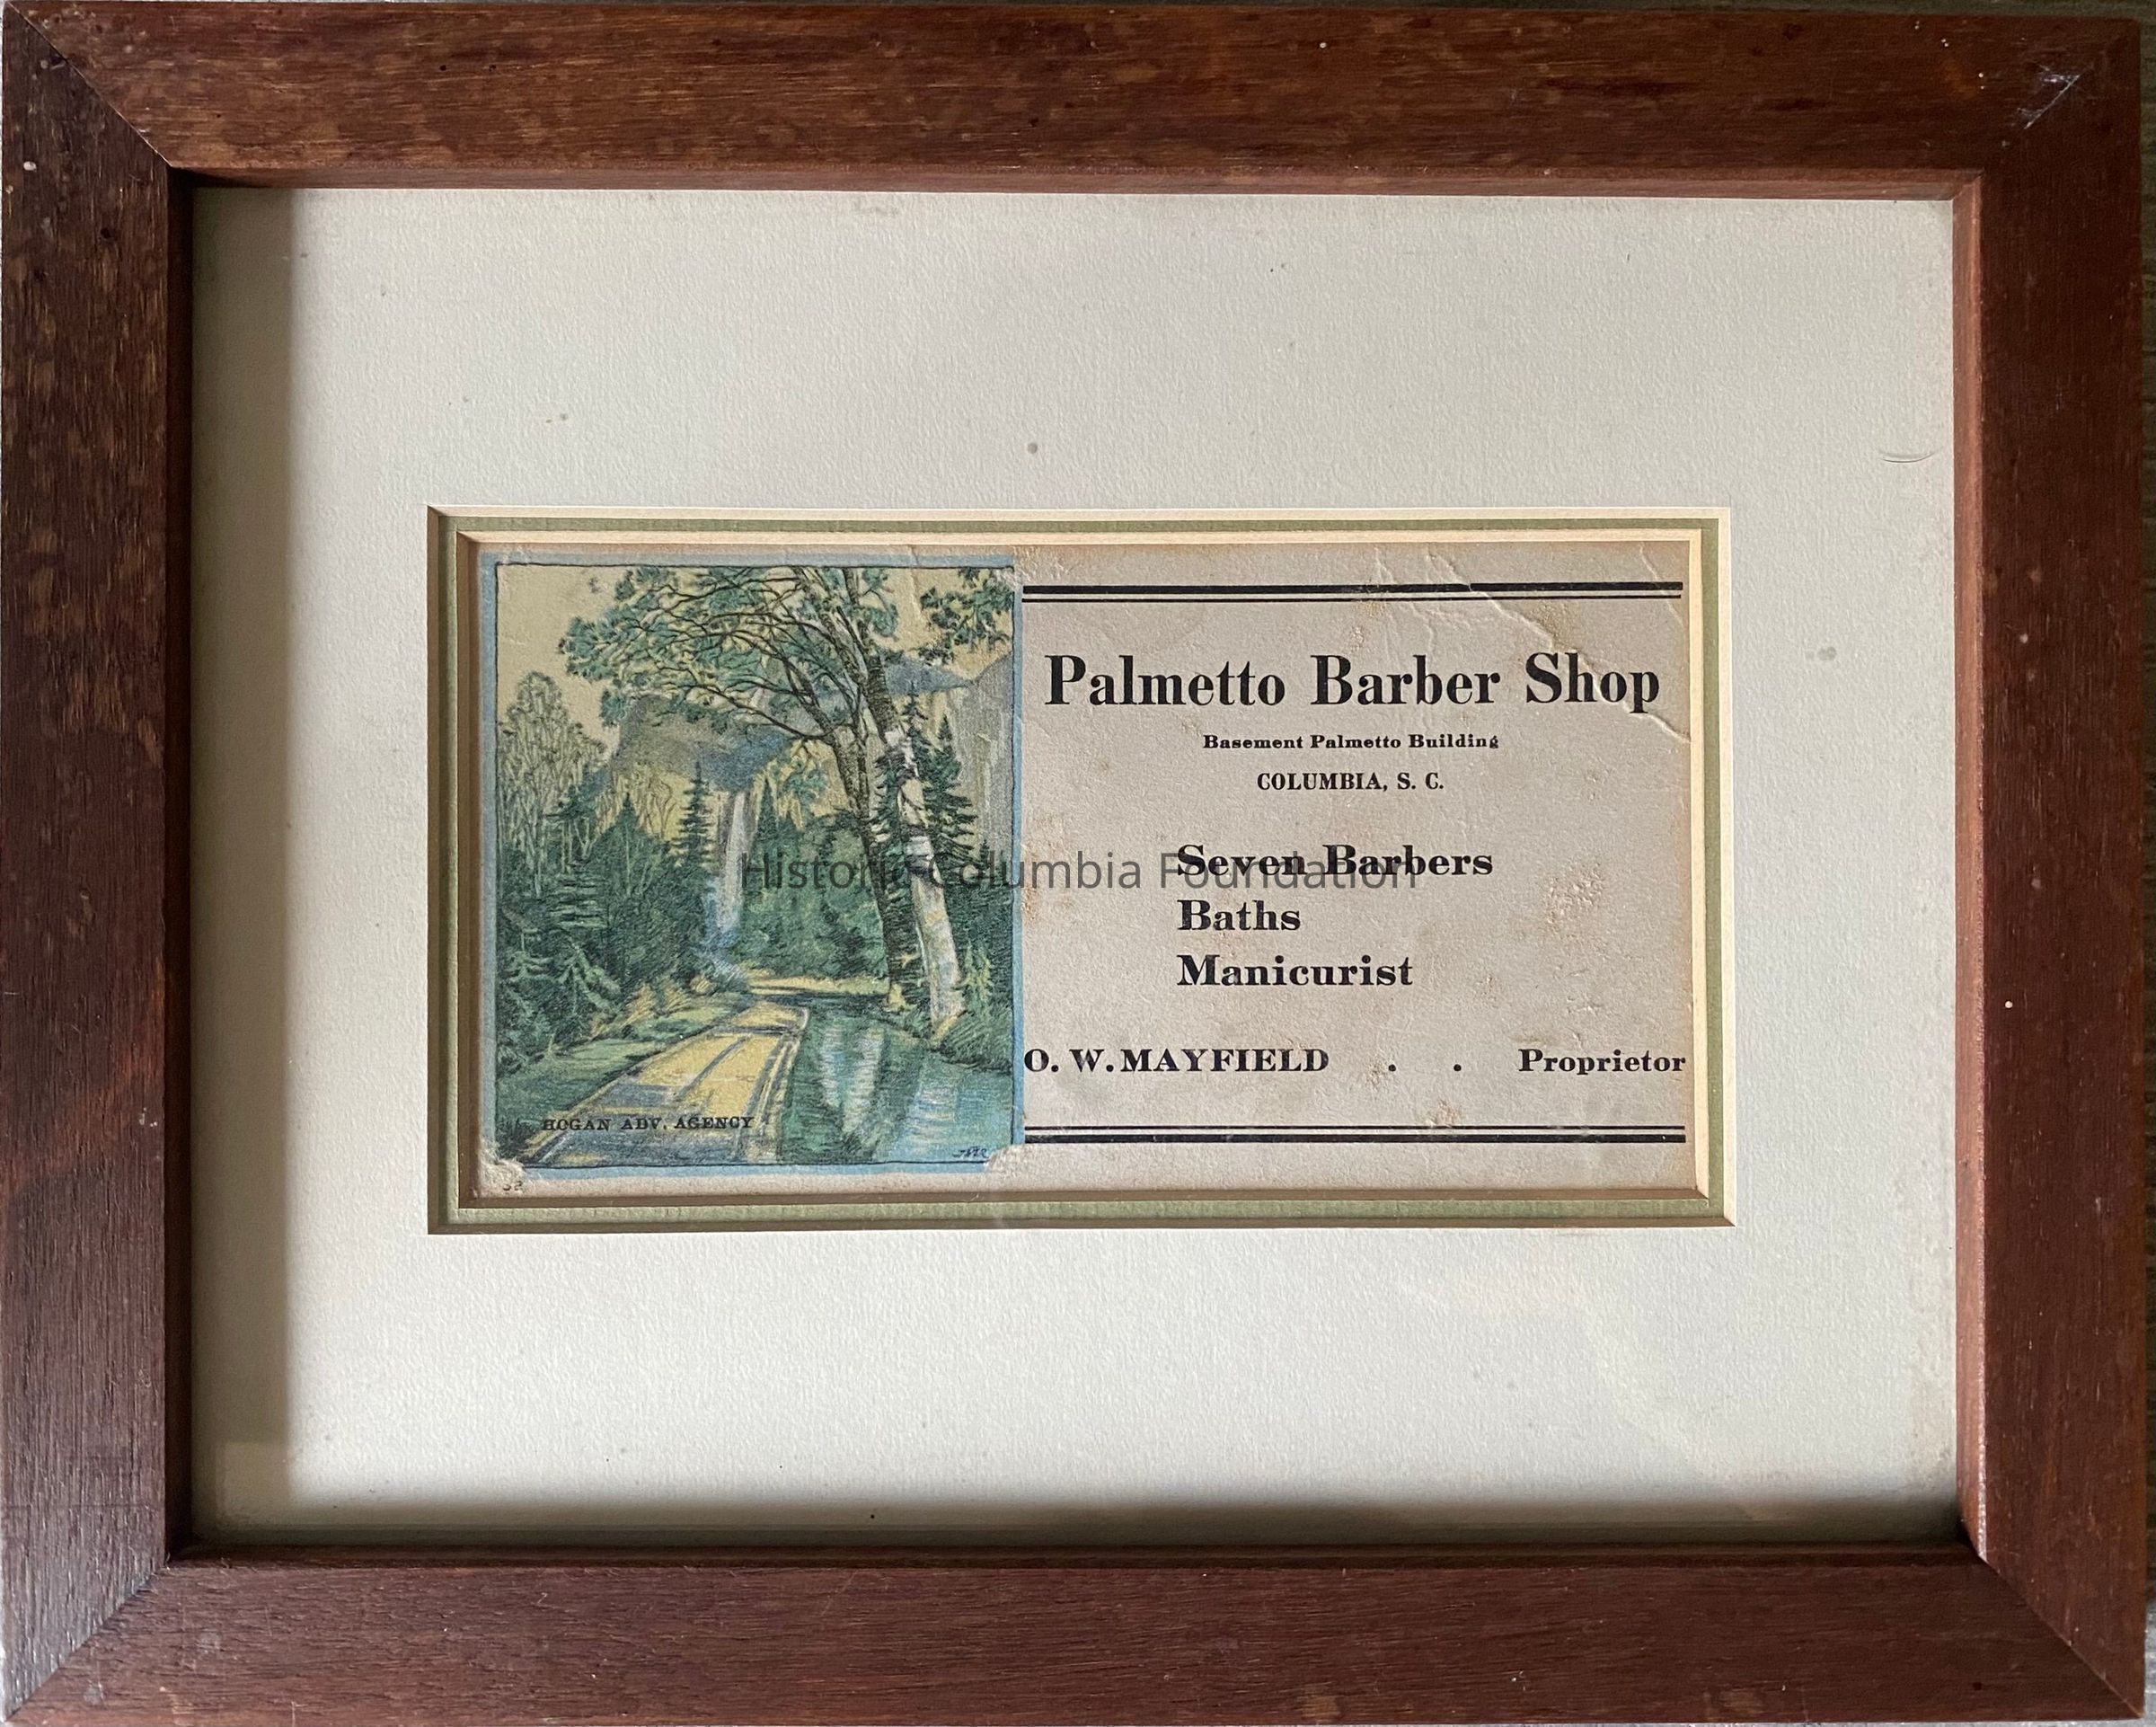 Palmetto Barber Shop
Basement Palmetto Building
COLUMBIA, S. C.
Seven Barbers
Baths
Manicurist
O. W. MAYFIELD . . Proprietor
HOGAN ADV. AGENCY
Historic Columbia Foundation